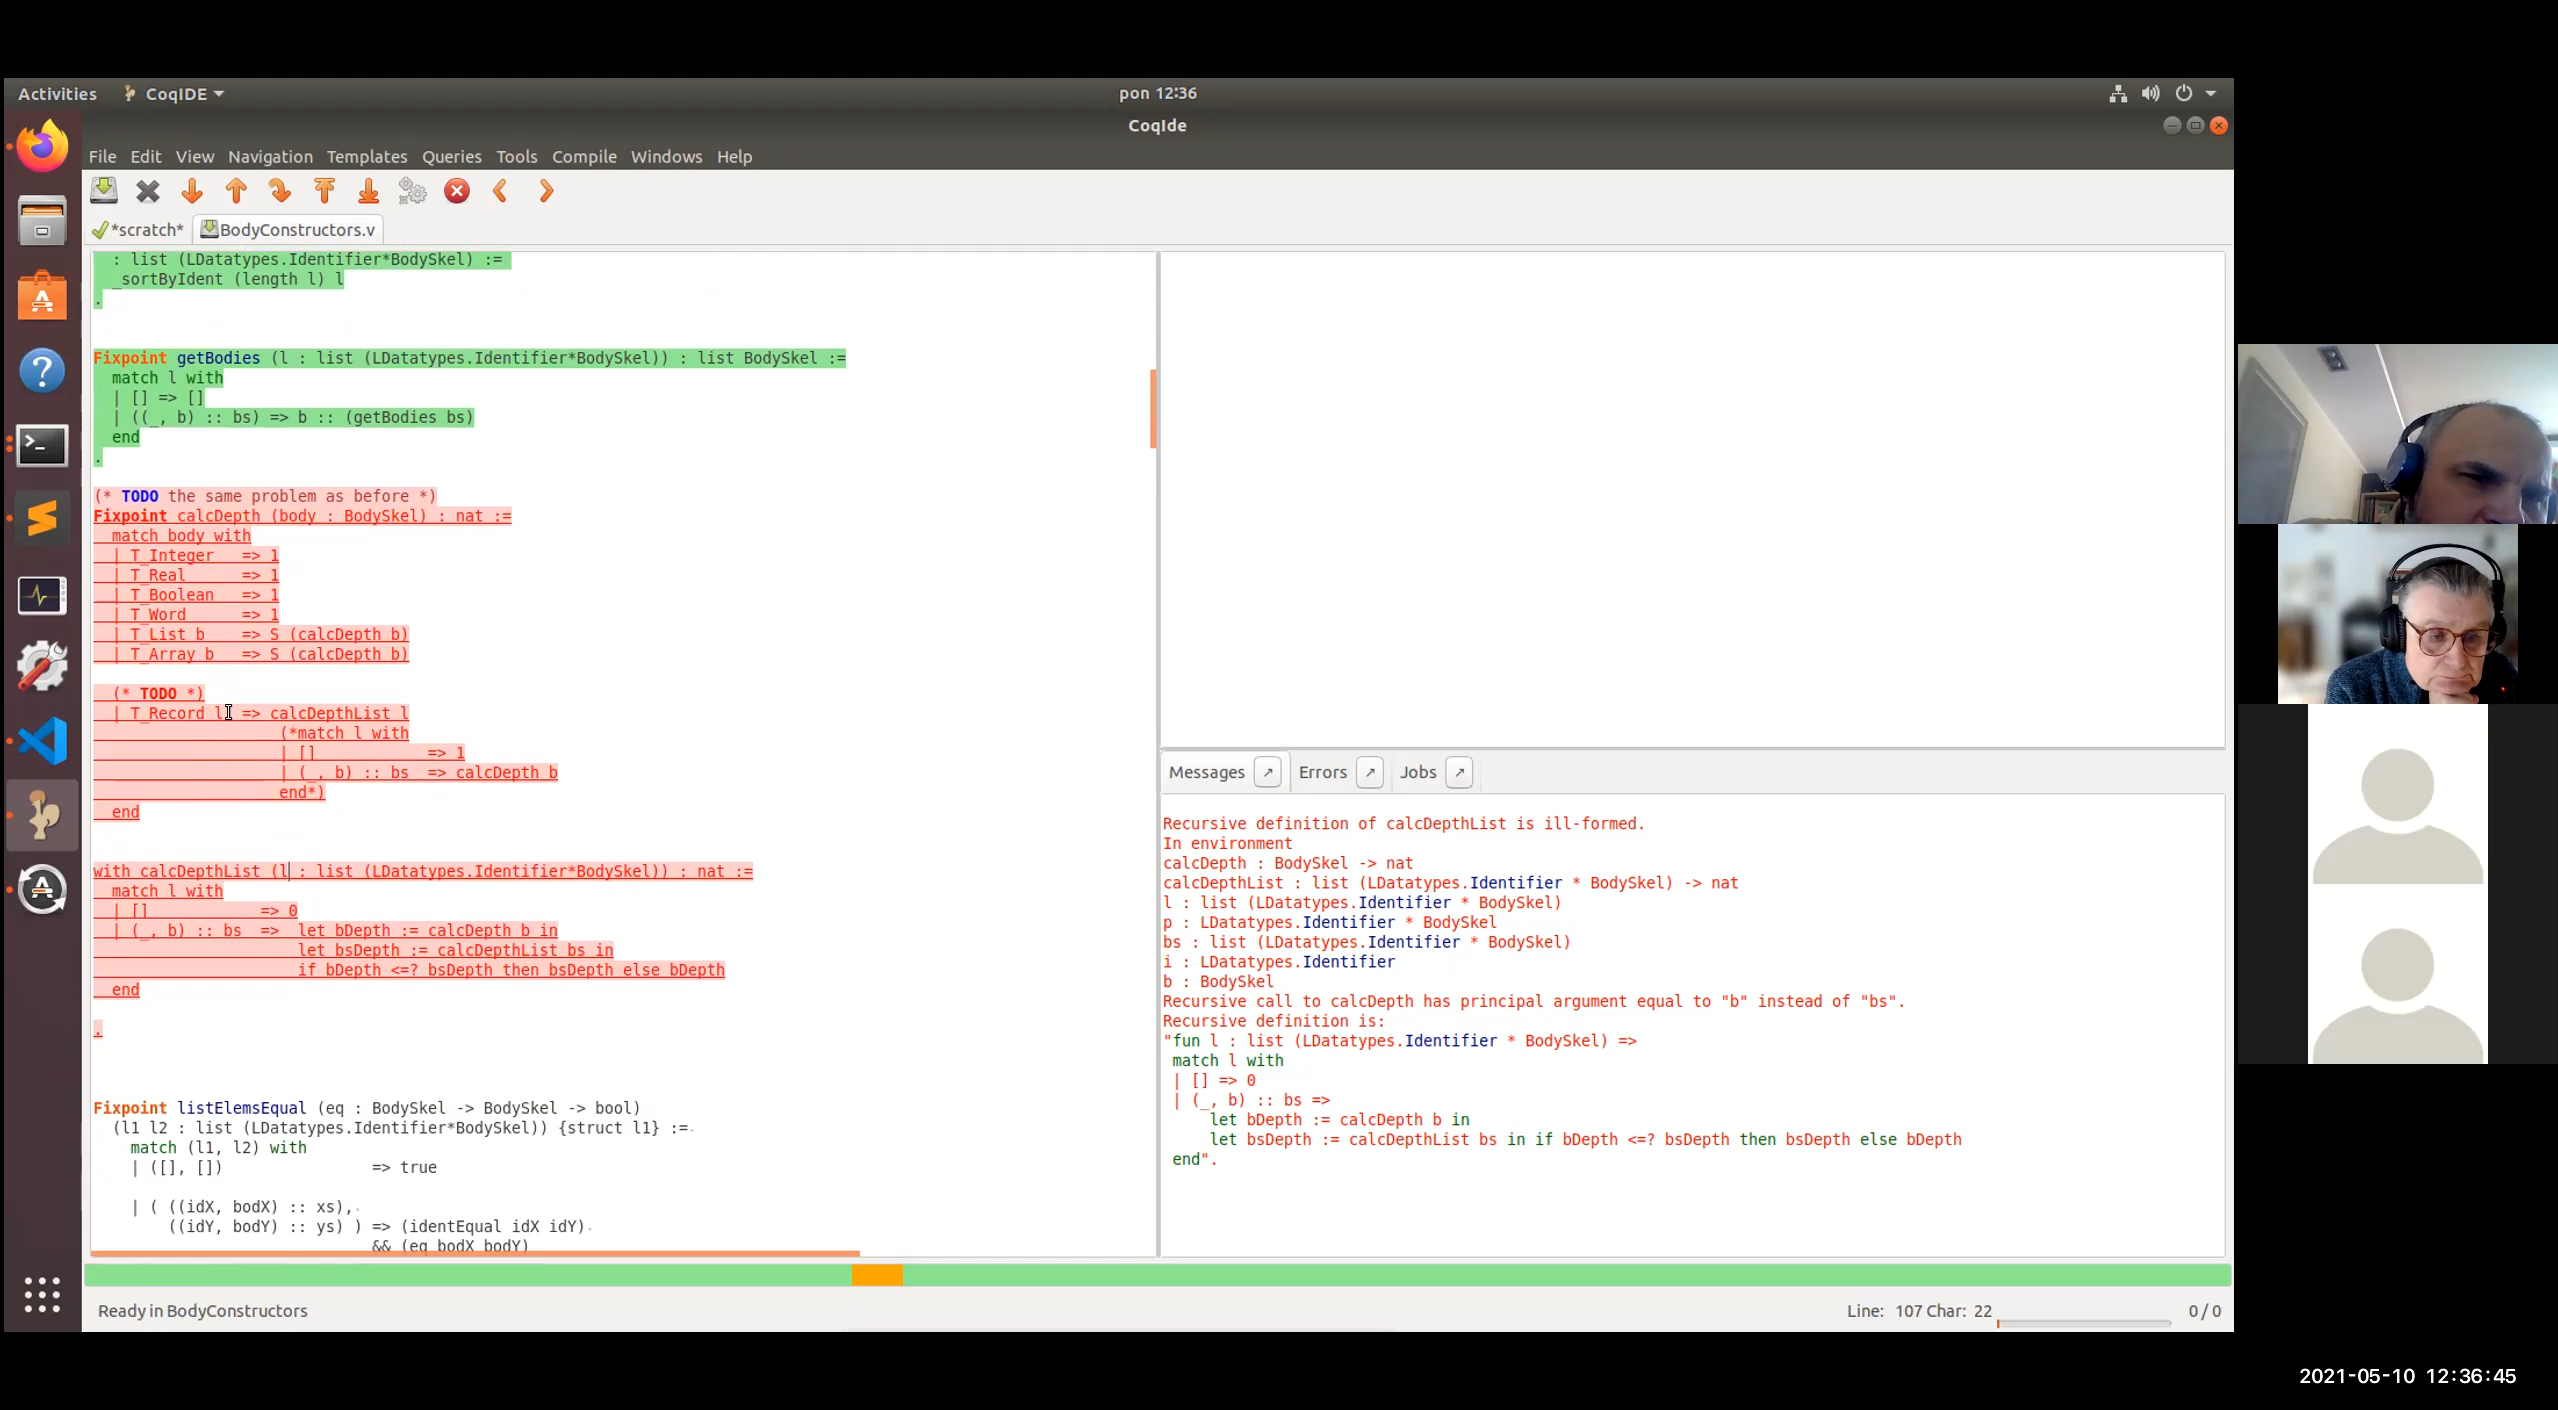 Activities
CoqIDE
pon 12:36
CoqIde
File Edit View Navigation Templates Queries Tools Compile Windows Help
*scratch*
BodyConstructors.v
: list (LDatatypes.Identifier*BodySkel) :=
_sortByIdent (length l) l
.
Fixpoint getBodies (l : list (LDatatypes.Identifier*BodySkel)) : list BodySkel :=
match l with
| [] => []
| ((_, b) :: bs) => b :: (getBodies bs)
end
.
(* TODO the same problem as before *)
Fixpoint calcDepth (body : BodySkel) : nat :=
match body with
| T_Integer => 1
| T_Real => 1
| T_Boolean => 1
| T_Word => 1
| T_List b => S (calcDepth b)
| T_Array b => S (calcDepth b)
(* TODO *)
| T_Record l => calcDepthList l
(*match l with
| [] => 1
| (_, b) :: bs => calcDepth b
end*)
end
with calcDepthList (l : list (LDatatypes.Identifier*BodySkel)) : nat :=
match l with
| [] => 0
| (_, b) :: bs => let bDepth := calcDepth b in
let bsDepth := calcDepthList bs in
if bDepth <=? bsDepth then bsDepth else bDepth
end
.
Fixpoint listElemsEqual (eq : BodySkel -> BodySkel -> bool)
(l1 l2 : list (LDatatypes.Identifier*BodySkel)) {struct l1} :=
match (l1, l2) with
| ([], []) => true
| ( ((idX, bodX) :: xs),
((idY, bodY) :: ys) ) => (identEqual idX idY)
&& (eq bodX bodY)
Messages
Errors
Jobs
Recursive definition of calcDepthList is ill-formed.
In environment
calcDepth : BodySkel -> nat
calcDepthList : list (LDatatypes.Identifier * BodySkel) -> nat
l : list (LDatatypes.Identifier * BodySkel)
p : LDatatypes.Identifier * BodySkel
bs : list (LDatatypes.Identifier * BodySkel)
i : LDatatypes.Identifier
b : BodySkel
Recursive call to calcDepth has principal argument equal to "b" instead of "bs".
Recursive definition is:
"fun l : list (LDatatypes.Identifier * BodySkel) =>
match l with
| [] => 0
| (_, b) :: bs =>
let bDepth := calcDepth b in
let bsDepth := calcDepthList bs in if bDepth <=? bsDepth then bsDepth else bDepth
end".
Ready in BodyConstructors
Line: 107 Char: 22
0 / 0
2021-05-10 12:36:45